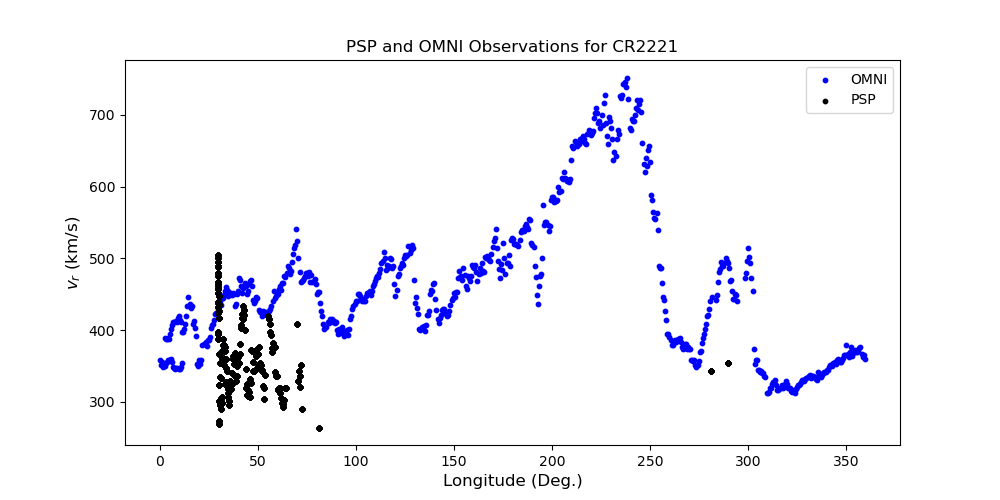 PSP and OMNI Observations for CR2221
OMNI
PSP
700
600
500
400
300
v_r (km/s)
0 50 100 150 200 250 300 350
Longitude (Deg.)